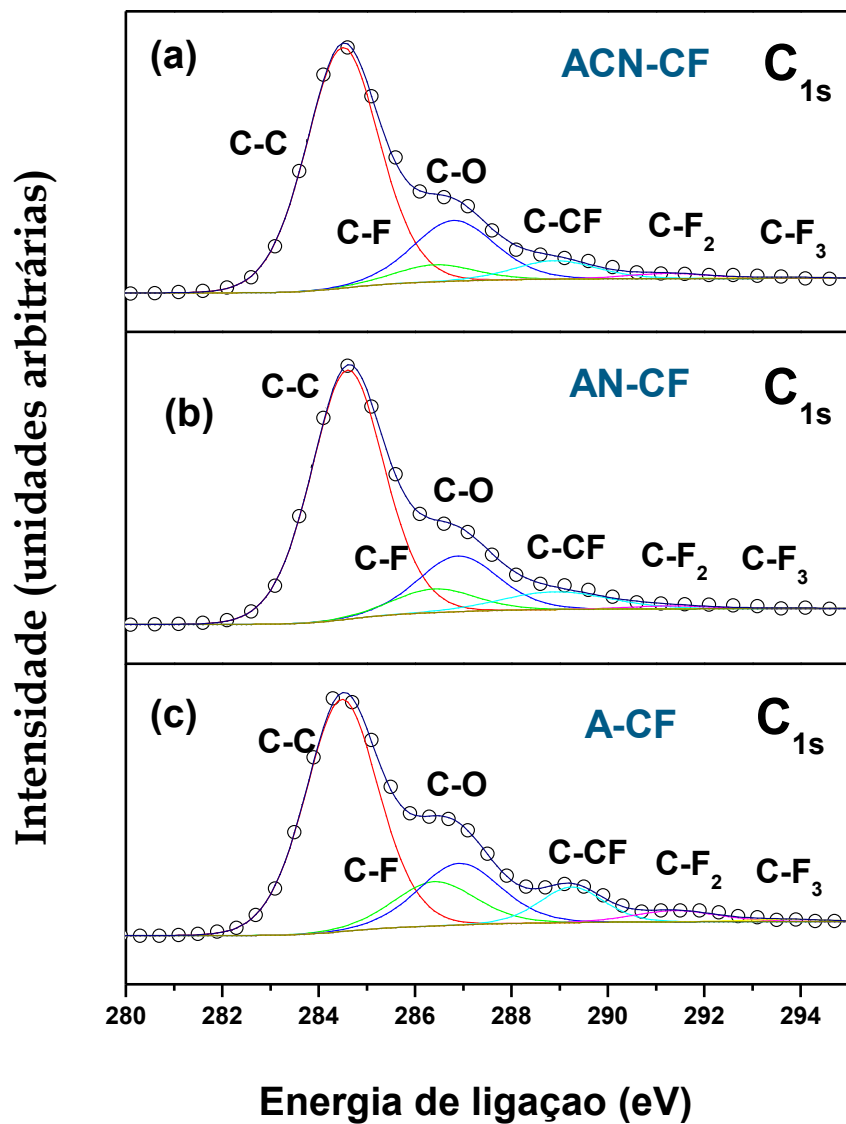 Intensidade (unidades arbitrárias)
(a)
ACN-CF
C1s
C-C
C-O
C-F
C-CF
C-F2
C-F3
(b)
AN-CF
C1s
C-C
C-O
C-F
C-CF
C-F2
C-F3
(c)
A-CF
C1s
C-C
C-O
C-F
C-CF
C-F2
C-F3
280 282 284 286 288 290 292 294
Energia de ligaçao (eV)